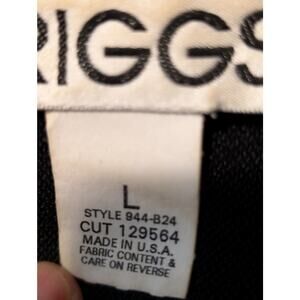 RIGGS
L
STYLE 944-B24
CUT 129564
MADE IN U.S.A.
FABRIC CONTENT &
CARE ON REVERSE